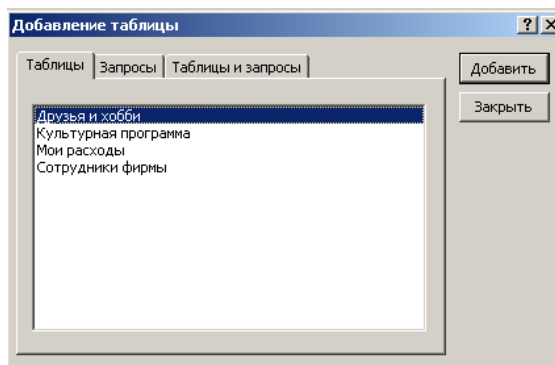 Добавление таблицы
Таблицы Запросы Таблицы и запросы
Добавить
Закрыть
Друзья и хобби
Культурная программа
Мои расходы
Сотрудники фирмы